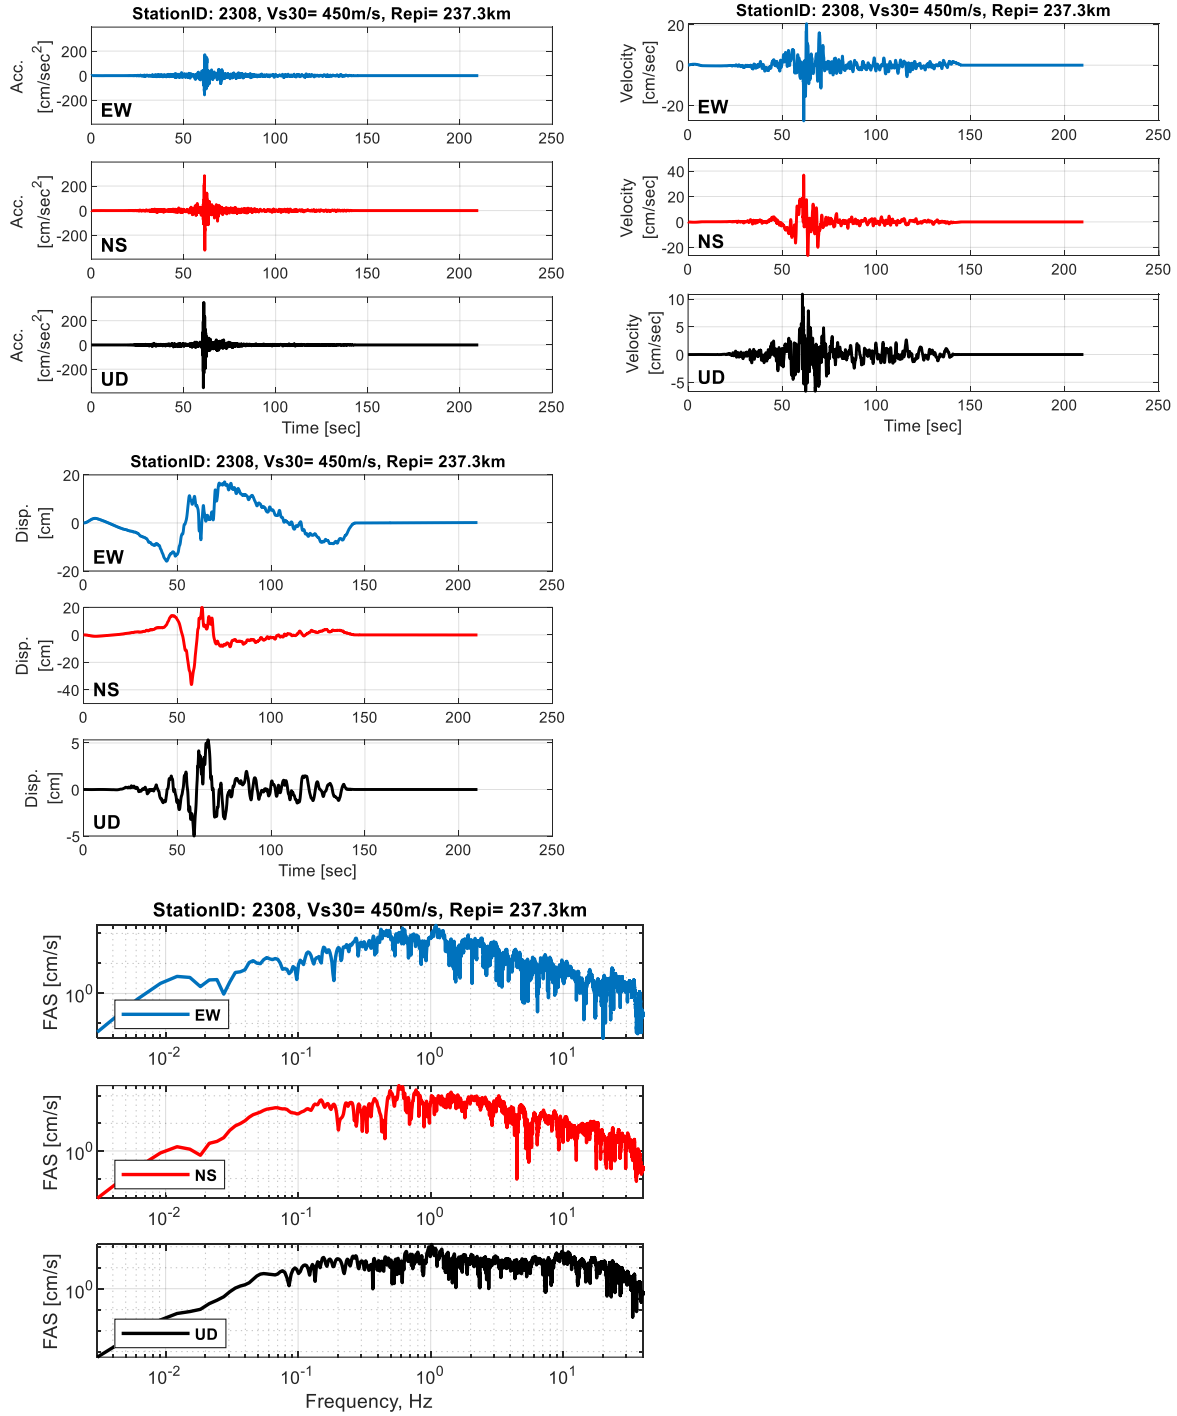 StationID: 2308, Vs30= 450m/s, Repi= 237.3km
Acc.
[cm/sec²]
200
0
-200
EW
0 50 100 150 200 250
Acc.
[cm/sec²]
200
0
-200
NS
0 50 100 150 200 250
Acc.
[cm/sec²]
200
0
-200
UD
0 50 100 150 200 250
Time [sec]
StationID: 2308, Vs30= 450m/s, Repi= 237.3km
Velocity
[cm/sec]
20
0
-20
EW
0 50 100 150 200 250
Velocity
[cm/sec]
40
20
0
-20
NS
0 50 100 150 200 250
Velocity
[cm/sec]
10
5
0
-5
UD
0 50 100 150 200 250
Time [sec]
StationID: 2308, Vs30= 450m/s, Repi= 237.3km
Disp.
[cm]
20
0
-20
EW
0 50 100 150 200 250
Disp.
[cm]
20
0
-20
-40
NS
0 50 100 150 200 250
Disp.
[cm]
5
0
-5
UD
0 50 100 150 200 250
Time [sec]
StationID: 2308, Vs30= 450m/s, Repi= 237.3km
FAS [cm/s]
10⁰
EW
10⁻² 10⁻¹ 10⁰ 10¹
FAS [cm/s]
10⁰
NS
10⁻² 10⁻¹ 10⁰ 10¹
FAS [cm/s]
10⁰
UD
10⁻² 10⁻¹ 10⁰ 10¹
Frequency, Hz